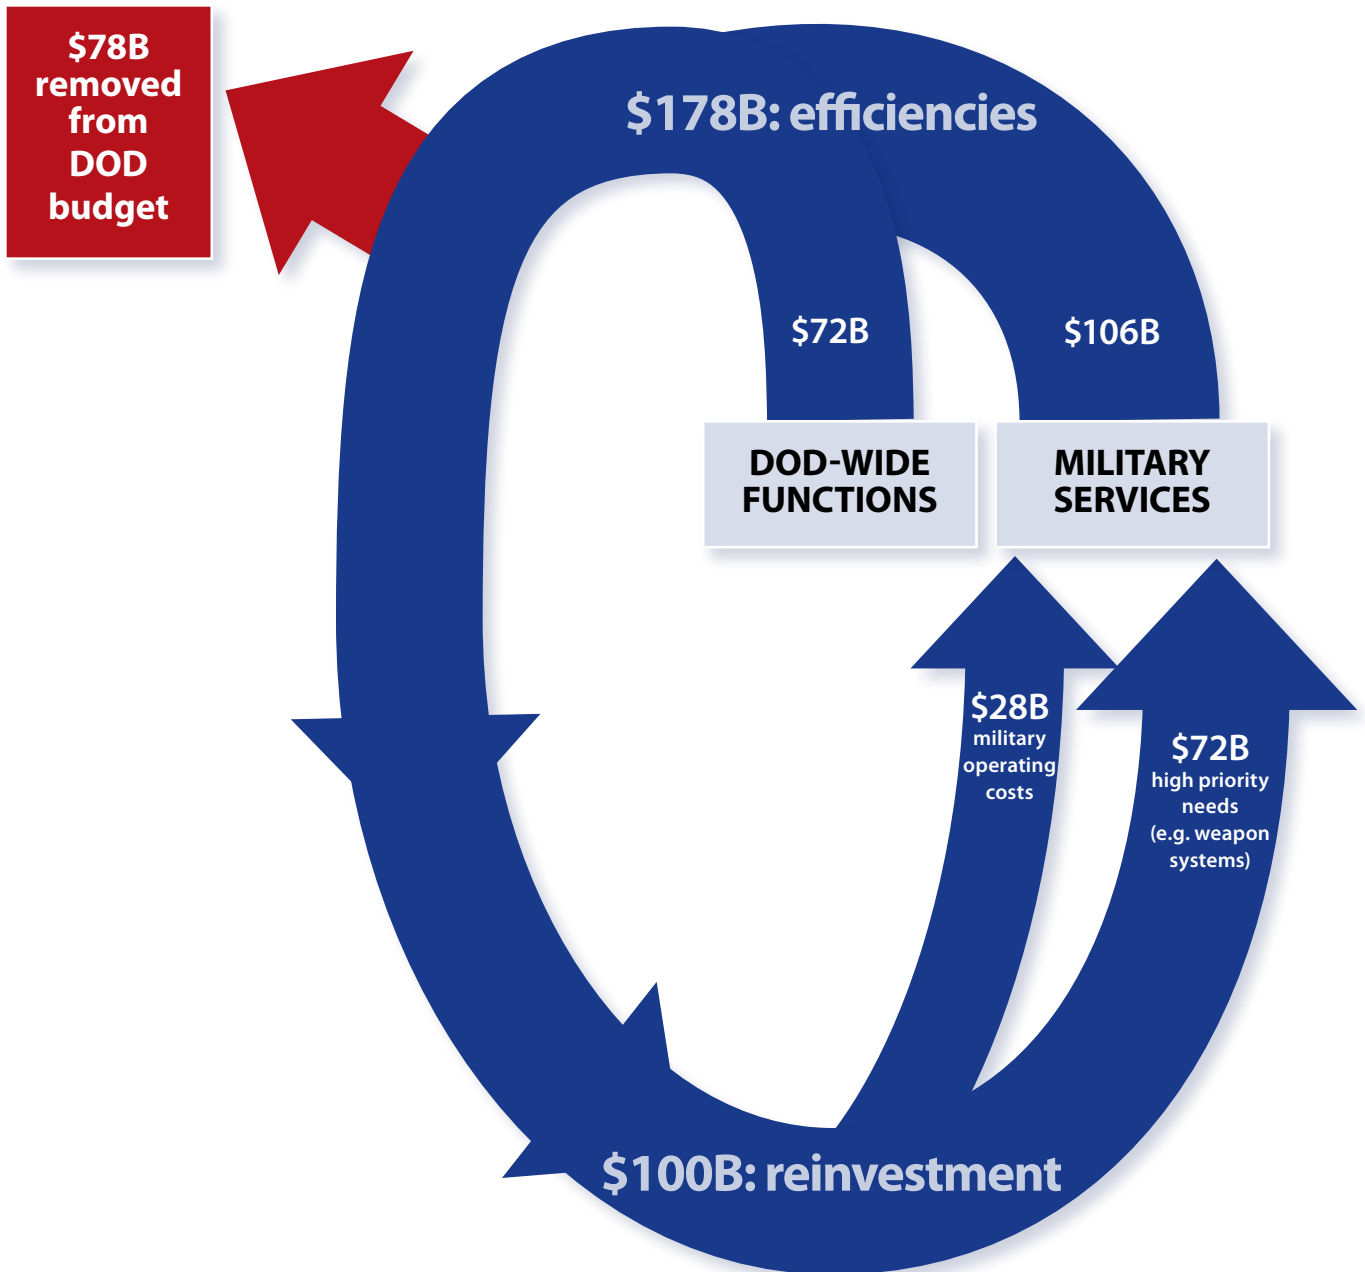 $78B
removed
from
DOD
budget
$178B: efficiencies
$72B
$106B
DOD-WIDE
FUNCTIONS
MILITARY
SERVICES
$28B
military
operating
costs
$72B
high priority
needs
(e.g. weapon
systems)
$100B: reinvestment